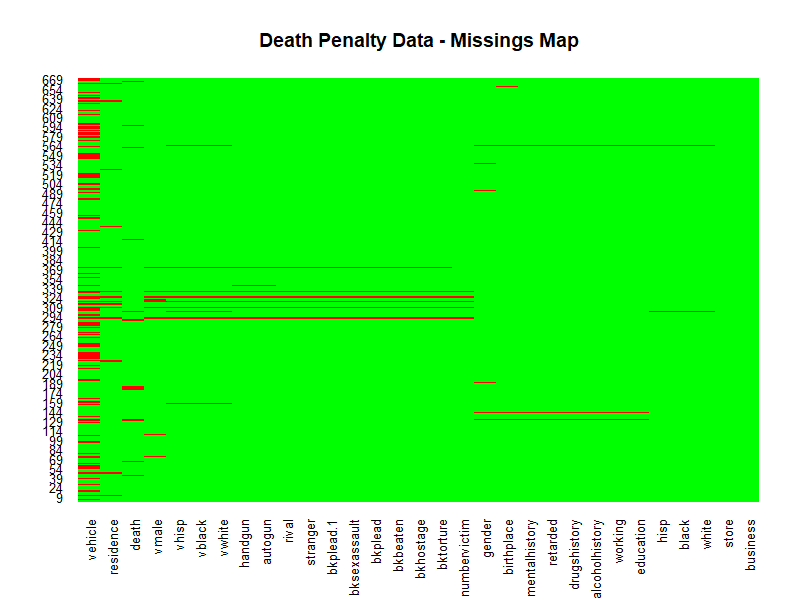 Death Penalty Data - Missings Map
669
654
639
624
609
594
579
564
549
534
519
504
489
474
459
444
429
414
399
384
369
354
339
324
309
294
279
264
249
234
219
204
189
174
159
144
129
114
99
84
69
54
39
24
9
vehicle
residence
death
vmale
vhisp
vblack
vwhite
handgun
autogun
rival
stranger
bkplead.1
bksexassault
bkplead
bkbeaten
bkhostage
bktorture
numbervictim
gender
birthplace
mentalhistory
retarded
drugshistory
alcoholhistory
working
education
hisp
black
white
store
business